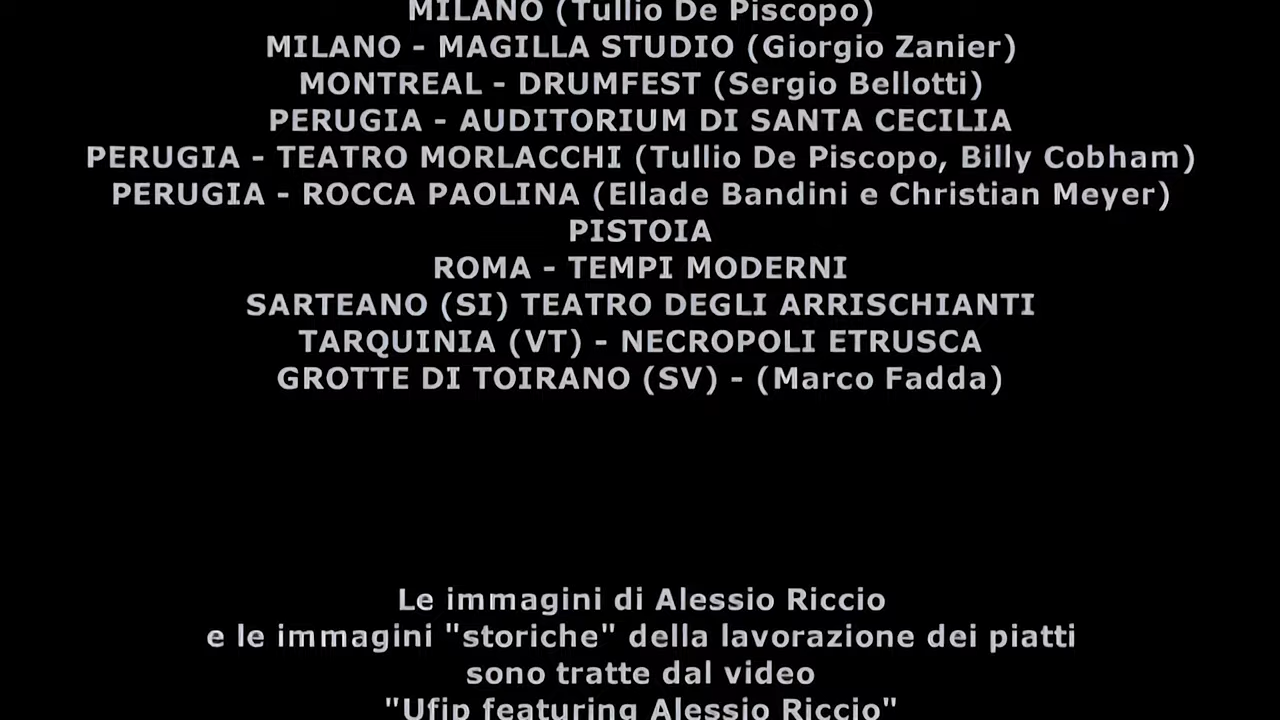 MILANO (Tullio De Piscopo)
MILANO - MAGILLA STUDIO (Giorgio Zanier)
MONTREAL - DRUMFEST (Sergio Bellotti)
PERUGIA - AUDITORIUM DI SANTA CECILIA
PERUGIA - TEATRO MORLACCHI (Tullio De Piscopo, Billy Cobham)
PERUGIA - ROCCA PAOLINA (Ellade Bandini e Christian Meyer)
PISTOIA
ROMA - TEMPI MODERNI
SARTEANO (SI) TEATRO DEGLI ARRISCHIANTI
TARQUINIA (VT) - NECROPOLI ETRUSCA
GROTTE DI TOIRANO (SV) - (Marco Fadda)
Le immagini di Alessio Riccio
e le immagini "storiche" della lavorazione dei piatti
sono tratte dal video
"Ufip featuring Alessio Riccio"